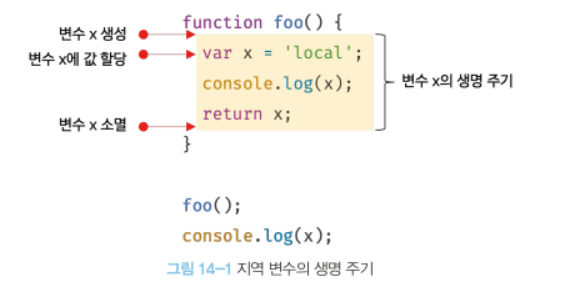 function foo() {
변수 x 생성
변수 x에 값 할당
var x = 'local';
console.log(x);
변수 x의 생명 주기
return x;
변수 x 소멸
}
foo();
console.log(x);
그림 14-1 지역 변수의 생명 주기